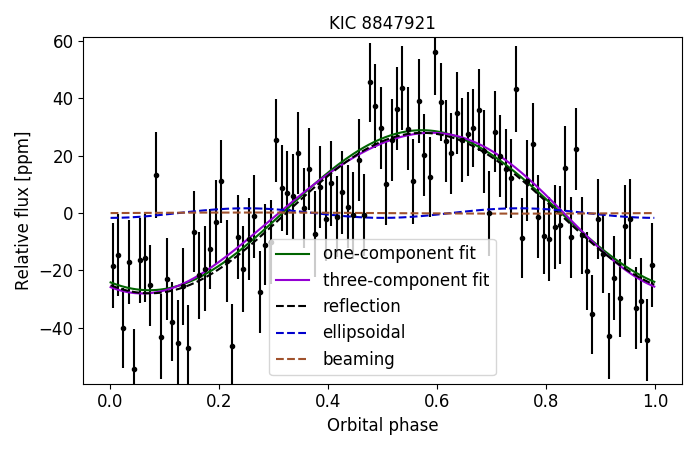 KIC 8847921
Relative flux [ppm]
60
40
20
0
−20
−40
one-component fit
three-component fit
reflection
ellipsoidal
beaming
0.0 0.2 0.4 0.6 0.8 1.0
Orbital phase